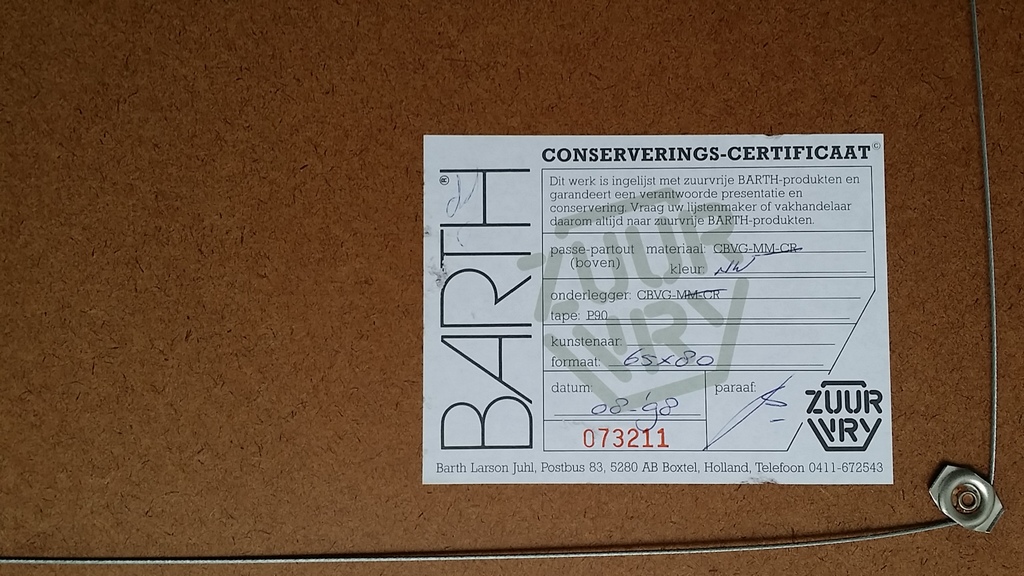 BARTH®
CONSERVERINGS-CERTIFICAAT©
Dit werk is ingelijst met zuurvrije BARTH-produkten en
garandeert een verantwoorde presentatie en
conservering. Vraag uw lijstenmaker of vakhandelaar
daarom altijd naar zuurvrije BARTH-produkten.
passe-partout materiaal: CBVG-MM-CR
(boven) kleur: NW
onderlegger: CBVG-MM-CR
tape: P90
kunstenaar:
formaat: 65x80
datum: paraaf:
08-'98
073211
ZUUR
VRY
ZUUR
VRY
Barth Larson Juhl, Postbus 83, 5280 AB Boxtel, Holland, Telefoon 0411-672543